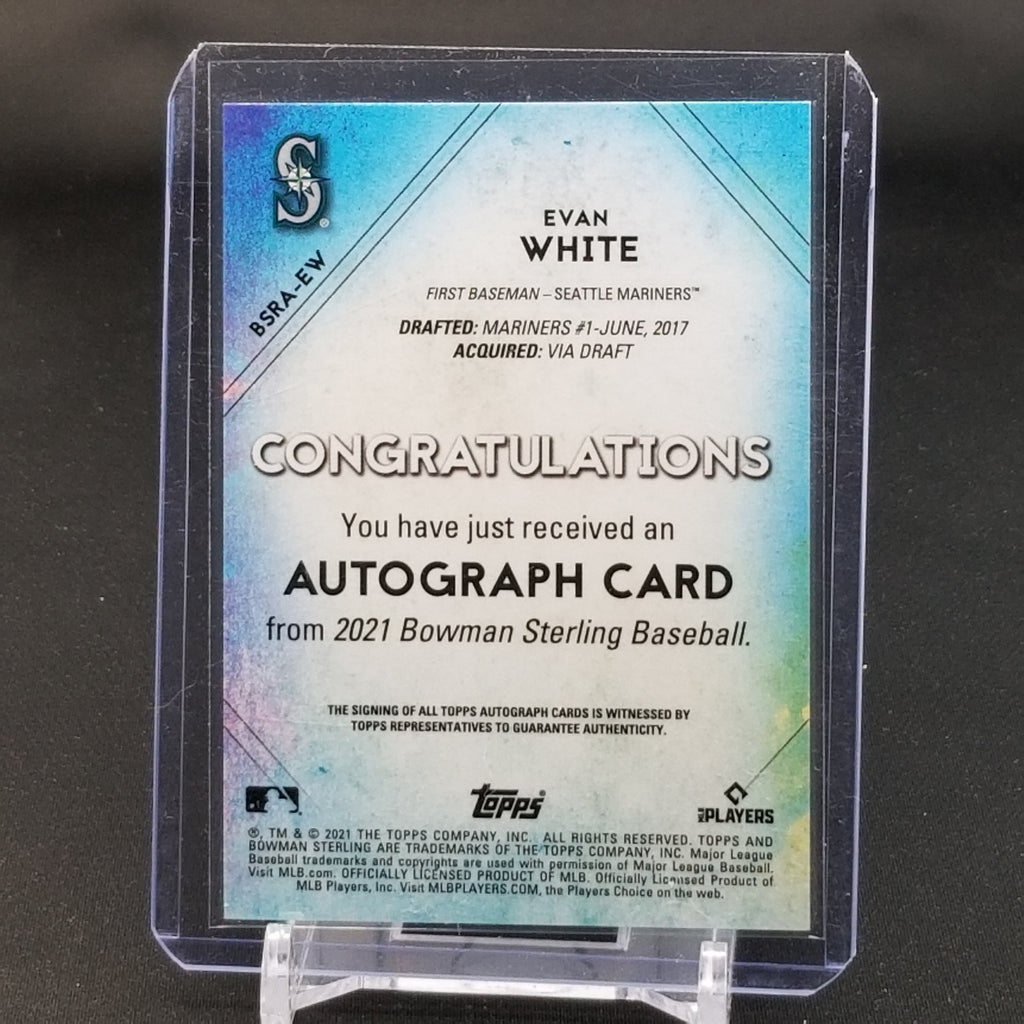 S
BSRA-EW
EVAN
WHITE
FIRST BASEMAN – SEATTLE MARINERS™
DRAFTED: MARINERS #1-JUNE, 2017
ACQUIRED: VIA DRAFT
CONGRATULATIONS
You have just received an
AUTOGRAPH CARD
from 2021 Bowman Sterling Baseball.
THE SIGNING OF ALL TOPPS AUTOGRAPH CARDS IS WITNESSED BY
TOPPS REPRESENTATIVES TO GUARANTEE AUTHENTICITY.
Topps®
PLAYERS
®, TM & © 2021 THE TOPPS COMPANY, INC. ALL RIGHTS RESERVED. TOPPS AND
BOWMAN STERLING ARE TRADEMARKS OF THE TOPPS COMPANY, INC. Major League
Baseball trademarks and copyrights are used with permission of Major League Baseball.
Visit MLB.com. OFFICIALLY LICENSED PRODUCT OF MLB. Officially Licensed Product of
MLB Players, Inc. Visit MLBPLAYERS.COM, the Players Choice on the web.